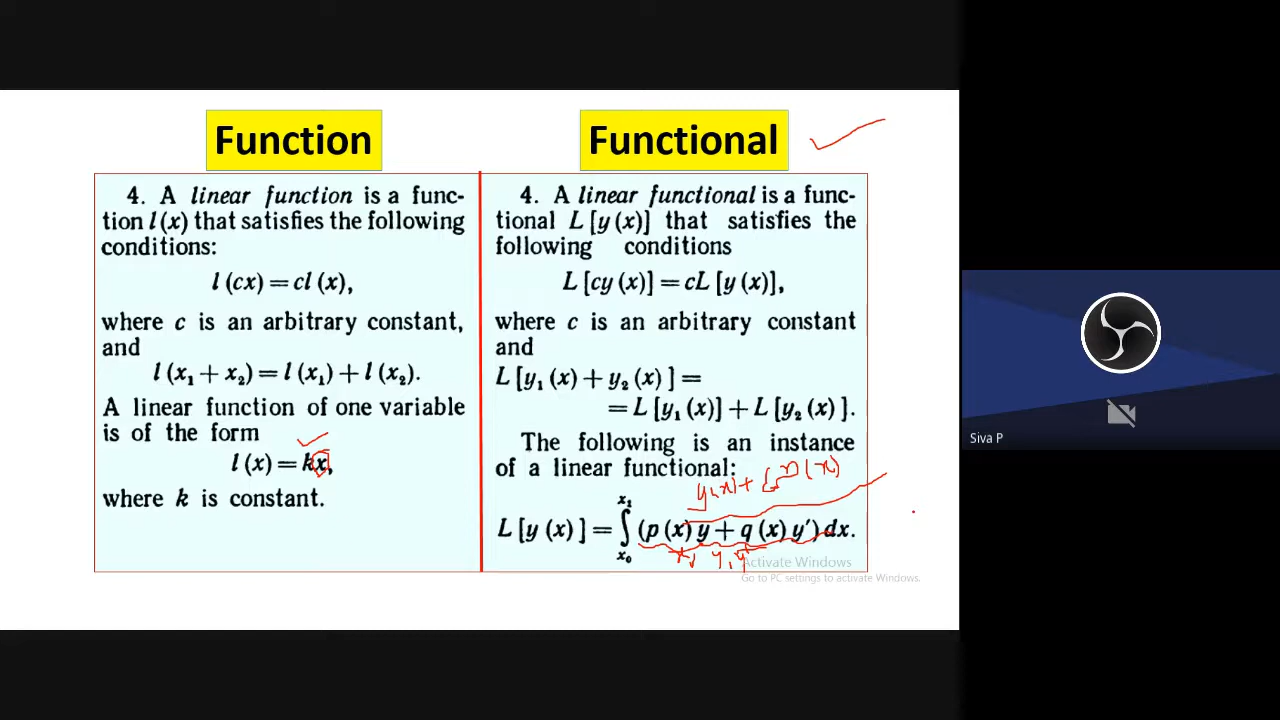 Function
4. A linear function is a func-
tion l (x) that satisfies the following
conditions:
l (cx) = cl (x),
where c is an arbitrary constant,
and
l (x₁ + x₂) = l (x₁) + l (x₂).
A linear function of one variable
is of the form
l (x) = kx,
where k is constant.
Functional
4. A linear functional is a func-
tional L [y (x)] that satisfies the
following conditions
L [cy (x)] = cL [y (x)],
where c is an arbitrary constant
and
L [y₁ (x) + y₂ (x)] =
= L [y₁ (x)] + L [y₂ (x)].
The following is an instance
of a linear functional:
y(x) +
L [y (x)] = ∫ₓ₀ˣ¹ (p (x) y + q (x) y′) dx.
x, y, y′
Activate Windows
Go to PC settings to activate Windows.
Siva P